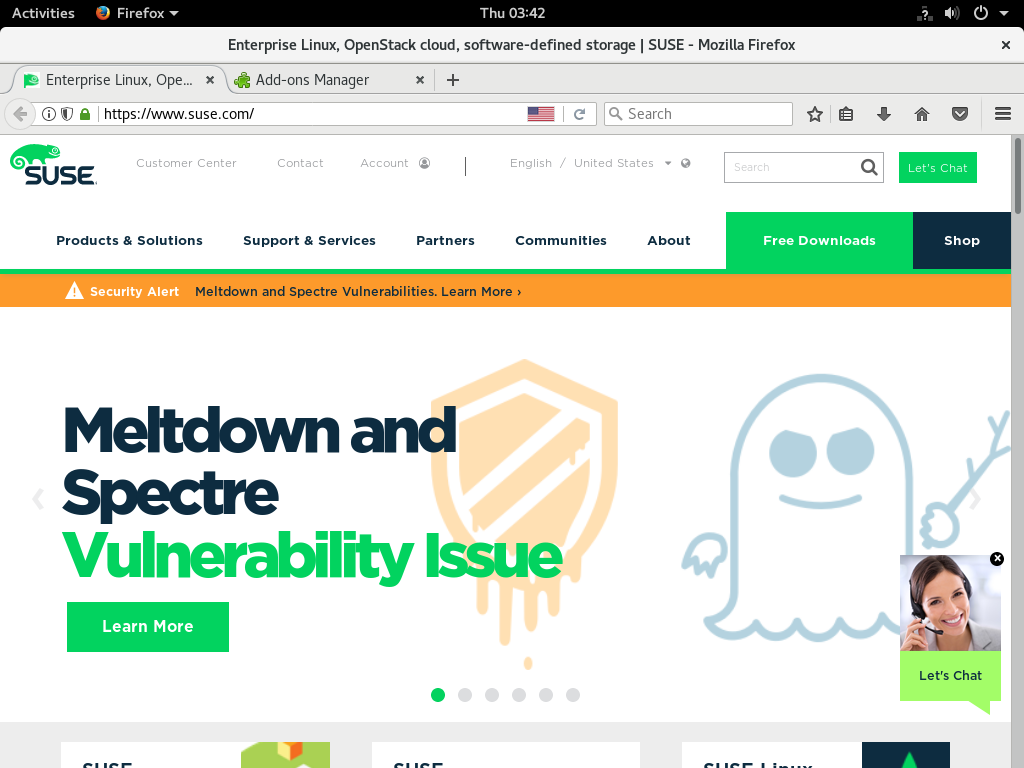 Activities Firefox Thu 03:42
Enterprise Linux, OpenStack cloud, software-defined storage | SUSE - Mozilla Firefox
Enterprise Linux, Ope... Add-ons Manager
https://www.suse.com/ Search
SUSE
Customer Center Contact Account English / United States Search Let's Chat
Products & Solutions Support & Services Partners Communities About Free Downloads Shop
Security Alert Meltdown and Spectre Vulnerabilities. Learn More ›
Meltdown and
Spectre
Vulnerability Issue
Learn More
Let's Chat
SUSE SUSE SUSE Linux